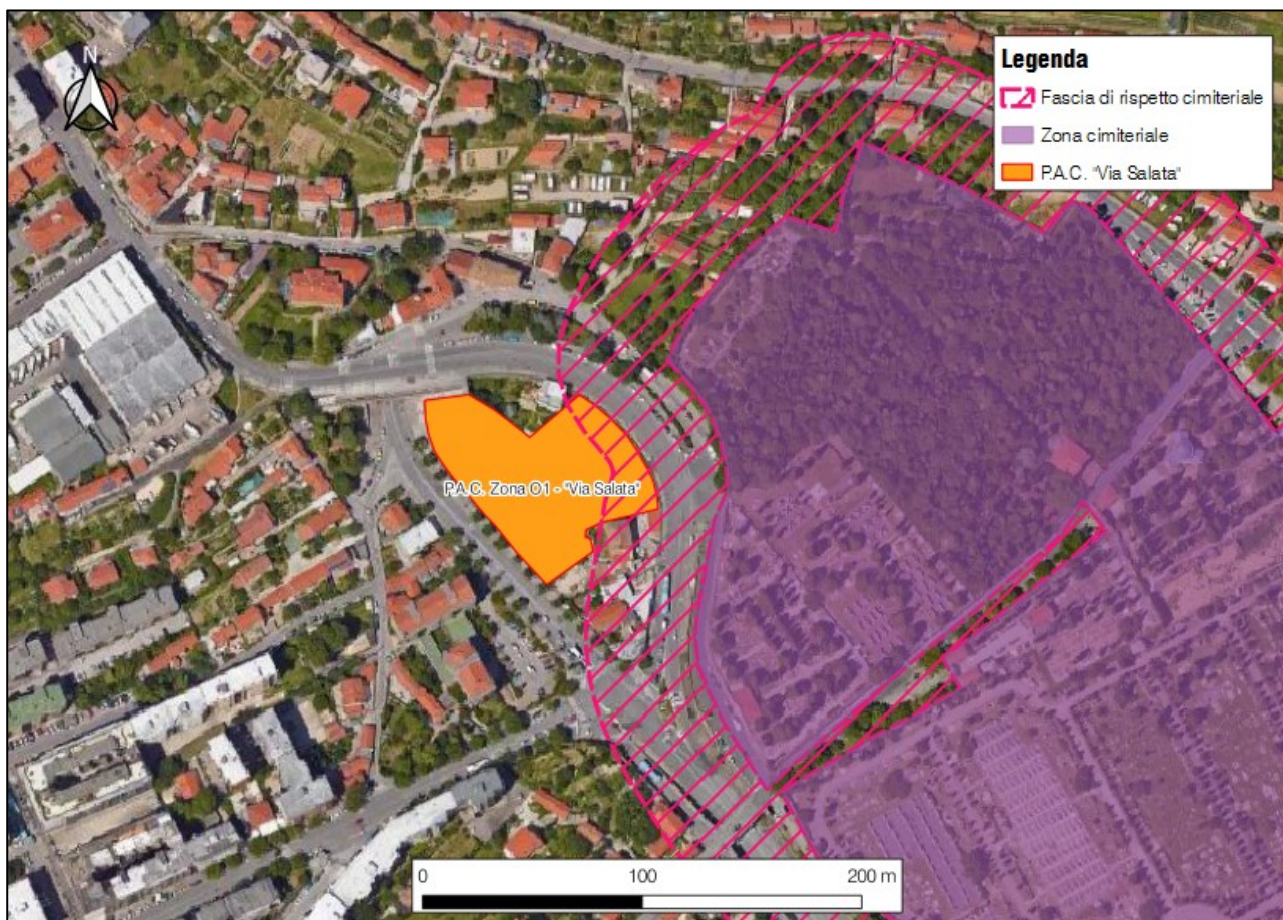 N
Legenda
Fascia di rispetto cimiteriale
Zona cimiteriale
P.A.C. "Via Salata"
P.A.C. Zona O1 - "Via Salata"
0 100 200 m